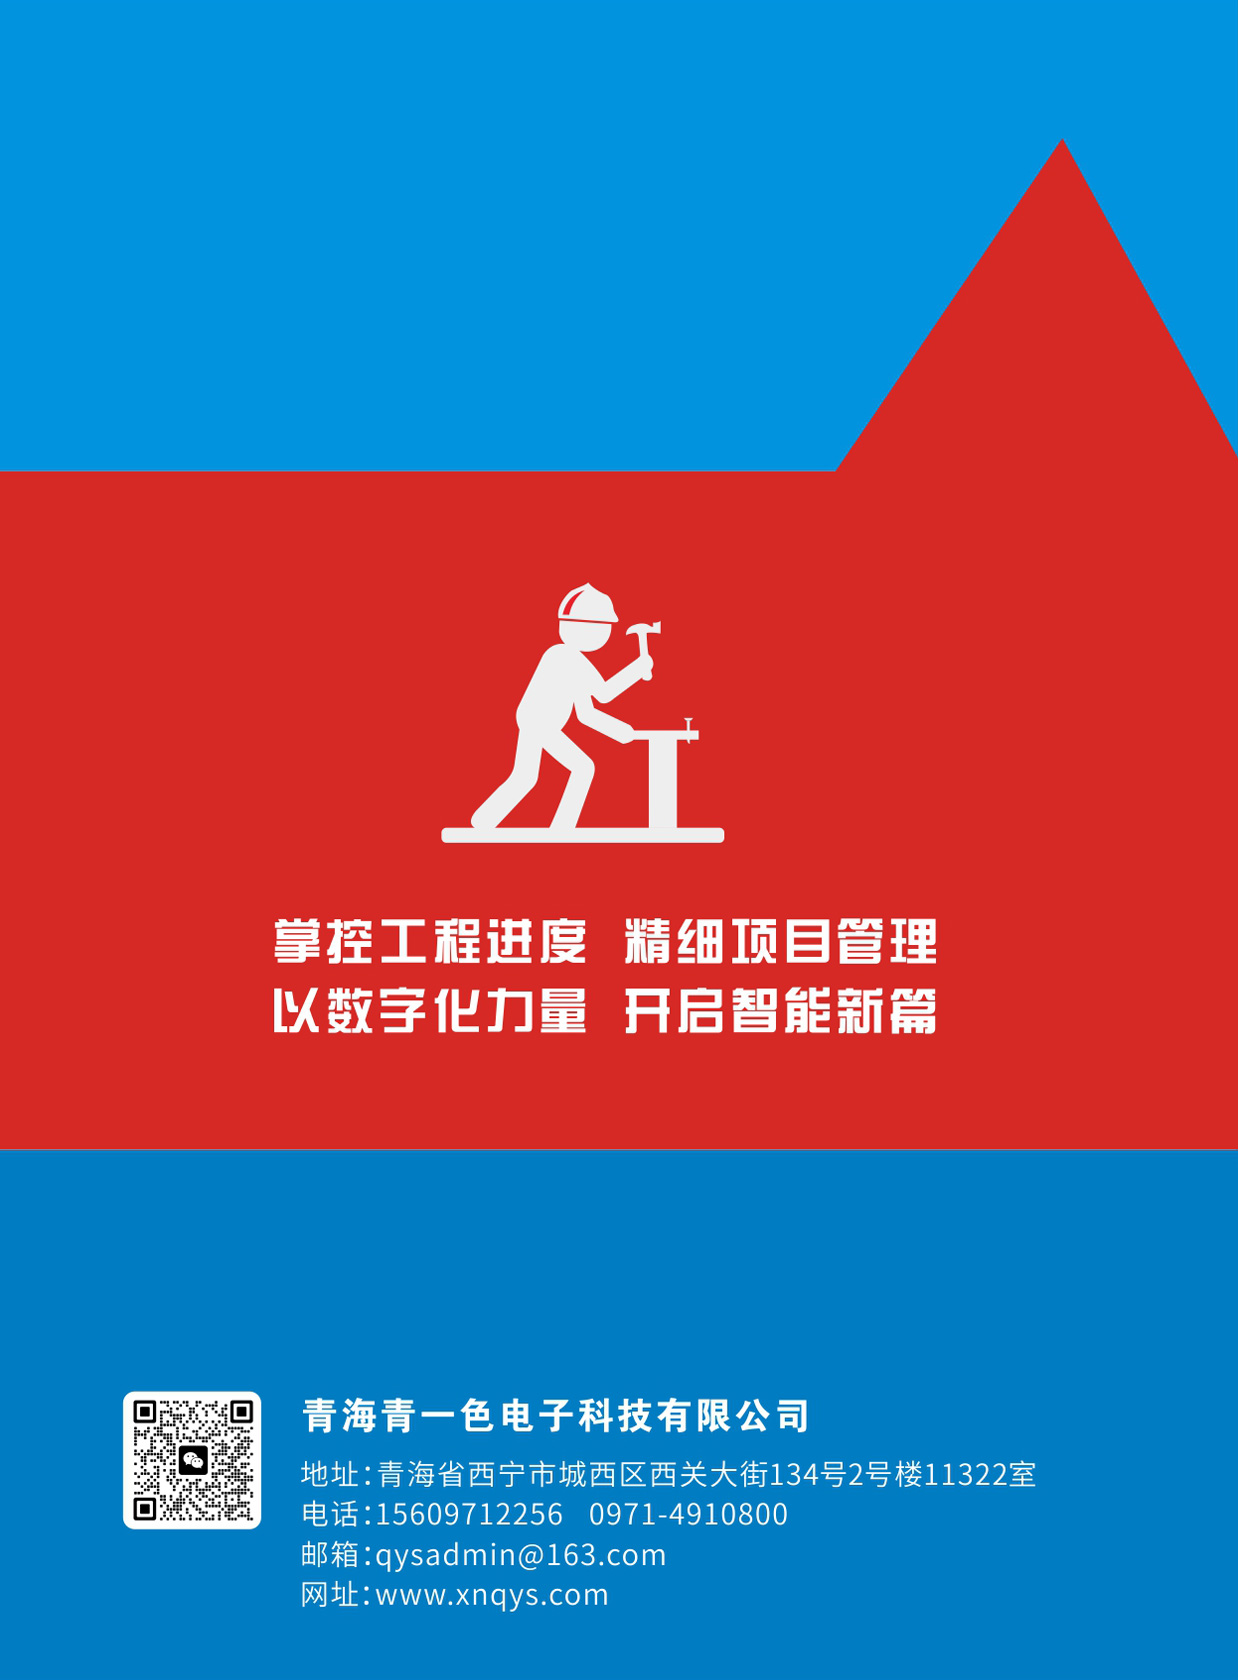 掌控工程进度 精细项目管理
以数字化力量 开启智能新篇
青海青一色电子科技有限公司
地址：青海省西宁市城西区西关大街134号2号楼11322室
电话：15609712256 0971-4910800
邮箱：qysadmin@163.com
网址：www.xnqys.com